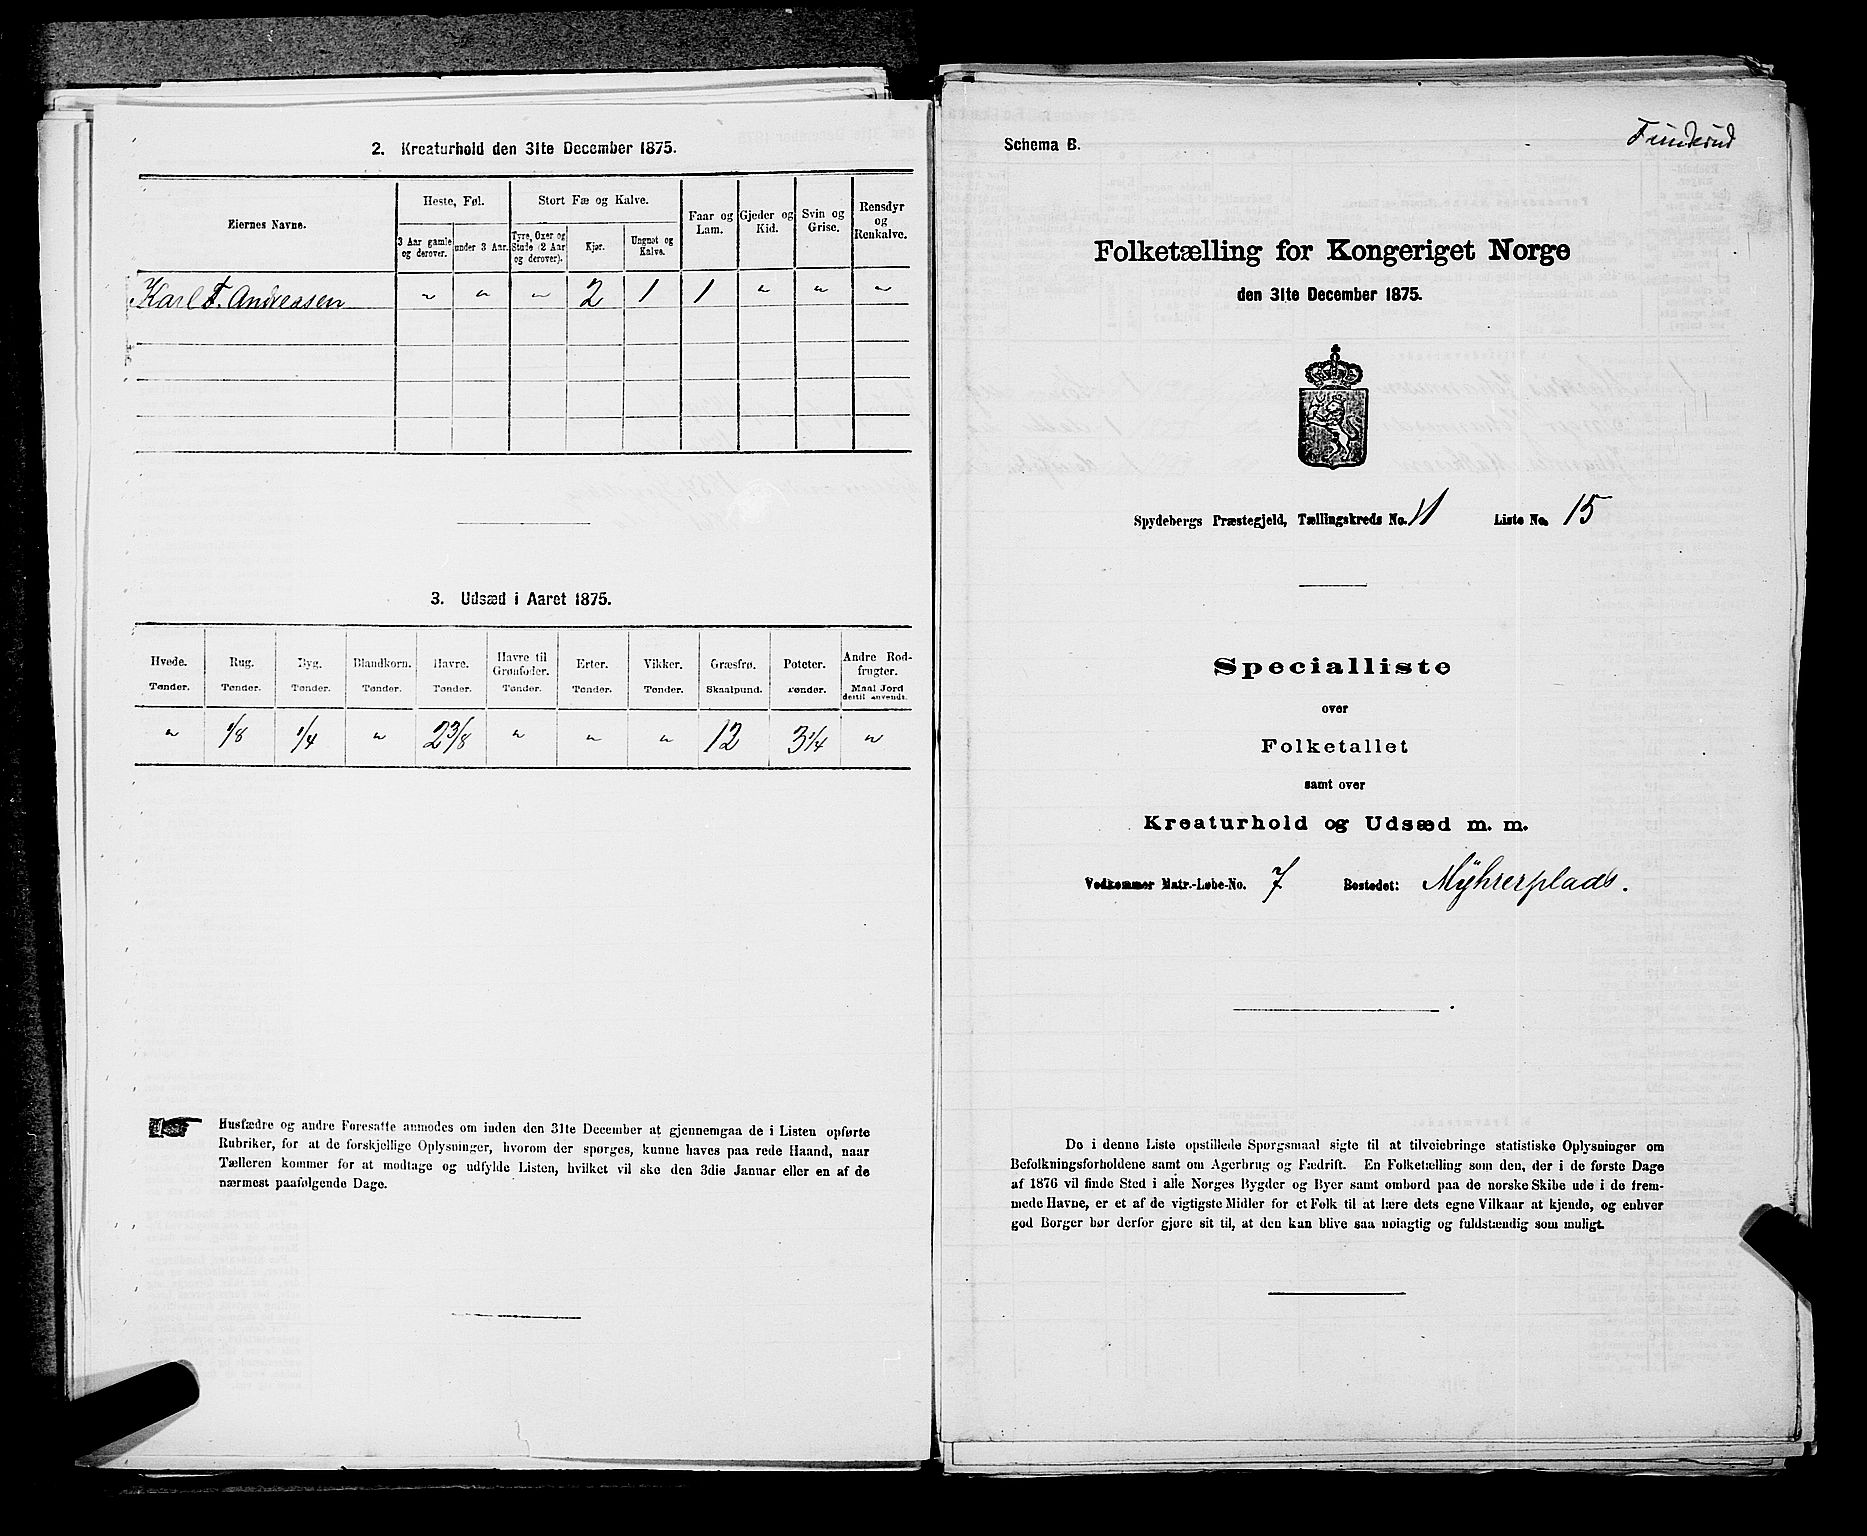 2. Kreaturhold den 31te December 1875.
Eiernes Navne.
Heste, Føl.
Stort Fæ og Kalve.
Faar og Lam.
Gjeder og Kid.
Svin og Grise.
Rensdyr og Renkalve.
3 Aar gamle og derover.
under 3 Aar.
Tyre, Oxer og Stude (2 Aar og derover).
Kjør.
Ungnøt og Kalve.
Karl F. Andreasen " " " 2 1 1 " " "
3. Udsæd i Aaret 1875.
Hvede. Rug. Byg. Blandkorn. Havre. Havre til Grønfoder. Erter. Vikker. Græsfrø. Poteter. Andre Rodfrugter.
Tønder. Tønder. Tønder. Tønder. Tønder. Tønder. Tønder. Tønder. Skaalpund. Tønder. Maal Jord dertil anvendt.
" 1/8 1/4 " 2 3/8 " " " 12 3 1/4 "
Husfædre og andre Foresatte anmodes om inden den 31te December at gjennemgaa de i Listen opførte
Rubriker, for at de forskjellige Oplysninger, hvorom der spørges, kunne haves paa rede Haand, naar
Tælleren kommer for at modtage og udfylde Listen, hvilket vil ske den 3die Januar eller en af de
nærmest paafølgende Dage.
Schema B.
Finderud
Folketælling for Kongeriget Norge
den 31te December 1875.
Spydebergs Præstegjeld, Tællingskreds No. 11 Liste No. 15
Specialliste
over
Folketallet
samt over
Kreaturhold og Udsæd m. m.
Vedkommer Matr.-Løbe-No. 7 Bostedet: Myhrerplads.
De i denne Liste opstillede Spørgsmaal sigte til at tilveiebringe statistiske Oplysninger om
Befolkningsforholdene samt om Agerbrug og Fædrift. En Folketælling som den, der i de første Dage
af 1876 vil finde Sted i alle Norges Bygder og Byer samt ombord paa de norske Skibe ude i de frem-
mede Havne, er et af de vigtigste Midler for et Folk til at lære dets egne Vilkaar at kjende, og enhver
god Borger bør derfor gjøre sit til, at den kan blive saa nøiagtig og fuldstændig som muligt.